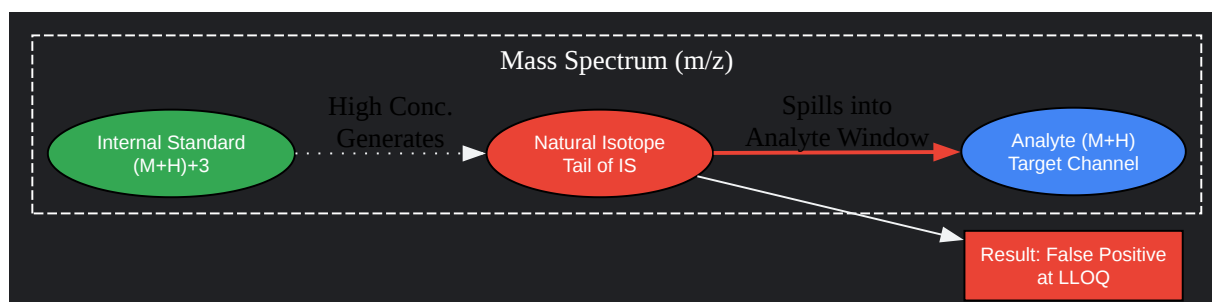 Mass Spectrum (m/z)
High Conc.
Generates
Spills into
Analyte Window
Internal Standard
(M+H)+3
Natural Isotope
Tail of IS
Analyte (M+H)
Target Channel
Result: False Positive
at LLOQ